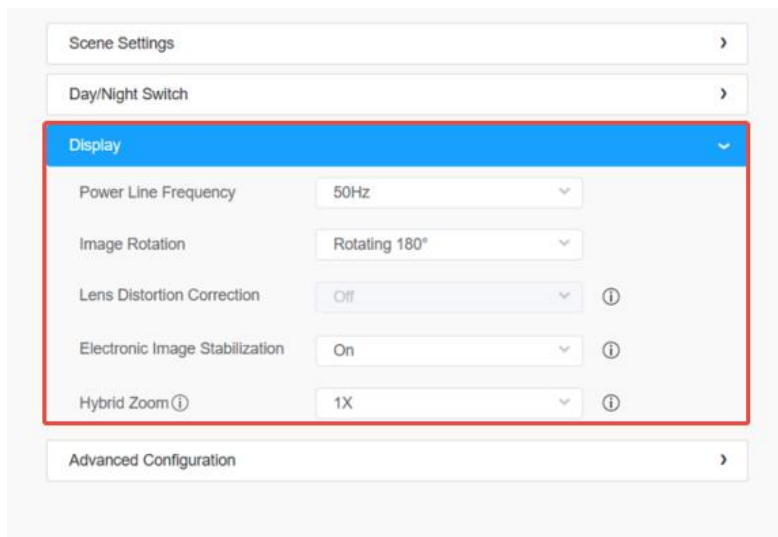 Scene Settings
Day/Night Switch
Display
Power Line Frequency 50Hz
Image Rotation Rotating 180°
Lens Distortion Correction Off
Electronic Image Stabilization On
Hybrid Zoom 1X
Advanced Configuration